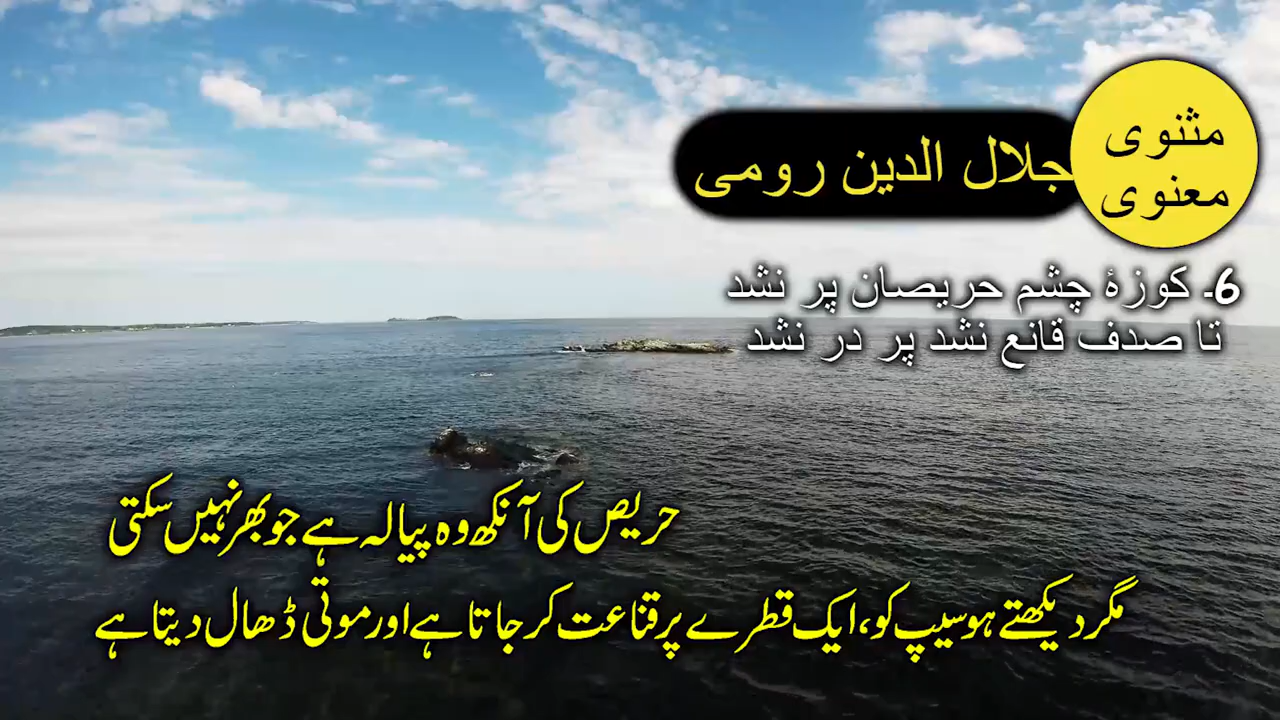 مثنوی
معنوی
جلال الدین رومی
6۔ کوزۂ چشم حریصان پر نشد
تا صدف قانع نشد پر در نشد
حریص کی آنکھ وہ پیالہ ہے جو بھر نہیں سکتی
مگر دیکھتے ہو سیپ کو، ایک قطرے پر قناعت کر جاتا ہے اور موتی ڈھال دیتا ہے